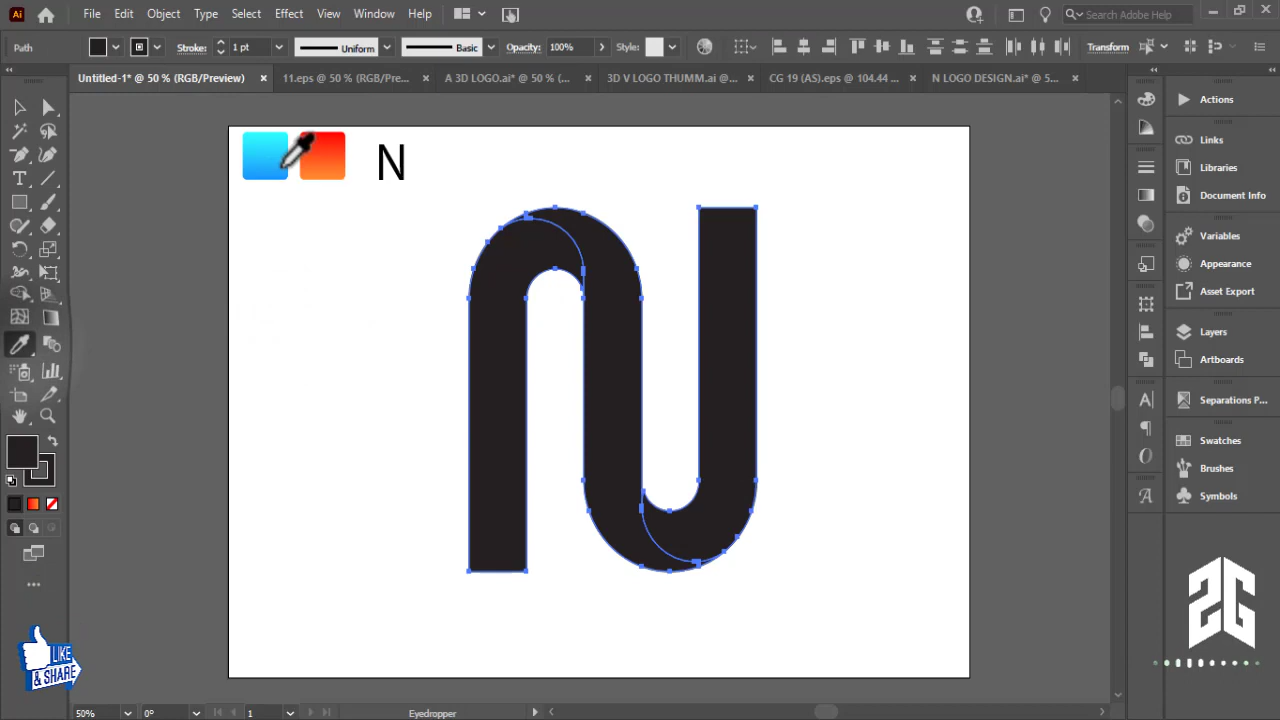 Ai File Edit Object Type Select Effect View Window Help Search Adobe Help
Path Stroke: 1 pt Uniform Basic Opacity: 100% Style: Transform
Untitled-1* @ 50 % (RGB/Preview) × 11.eps @ 50 % (RGB/Pre... × A 3D LOGO.ai* @ 50 % (... × 3D V LOGO THUMM.ai @... × CG 19 (AS).eps @ 104.44 ... × N LOGO DESIGN.ai* @ 5... ×
N
Actions
Links
Libraries
Document Info
Variables
Appearance
Asset Export
Layers
Artboards
Separations P...
Swatches
Brushes
Symbols
LIKE
& SHARE
2G
50% 0° 1 Eyedropper